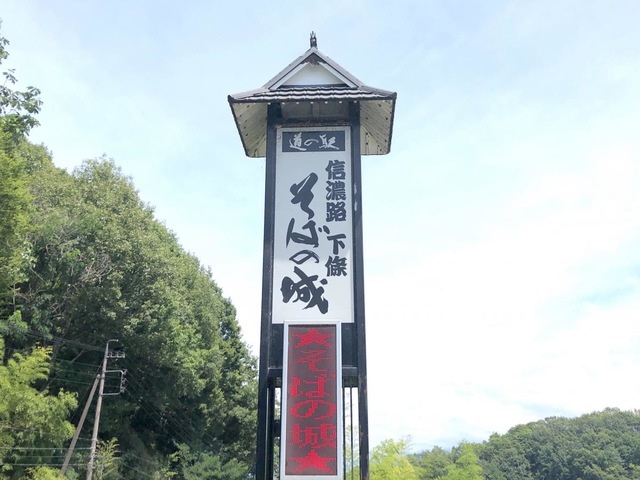 道の駅
信濃路 下條
そばの城
★そばの城★